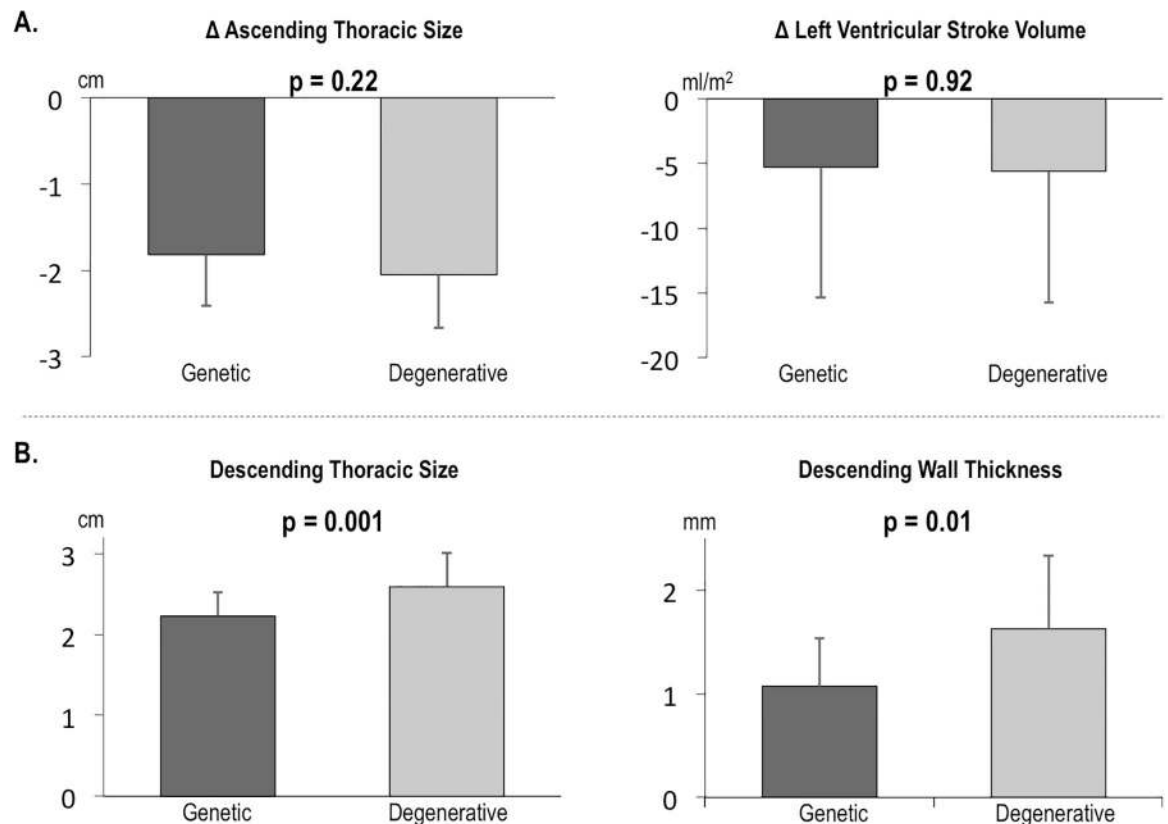 A.
Δ Ascending Thoracic Size
cm
p = 0.22
0
-1
-2
-3
Genetic
Degenerative
Δ Left Ventricular Stroke Volume
ml/m²
p = 0.92
0
-5
-10
-15
-20
Genetic
Degenerative
B.
Descending Thoracic Size
cm
p = 0.001
3
2
1
0
Genetic
Degenerative
Descending Wall Thickness
mm
p = 0.01
2
1
0
Genetic
Degenerative